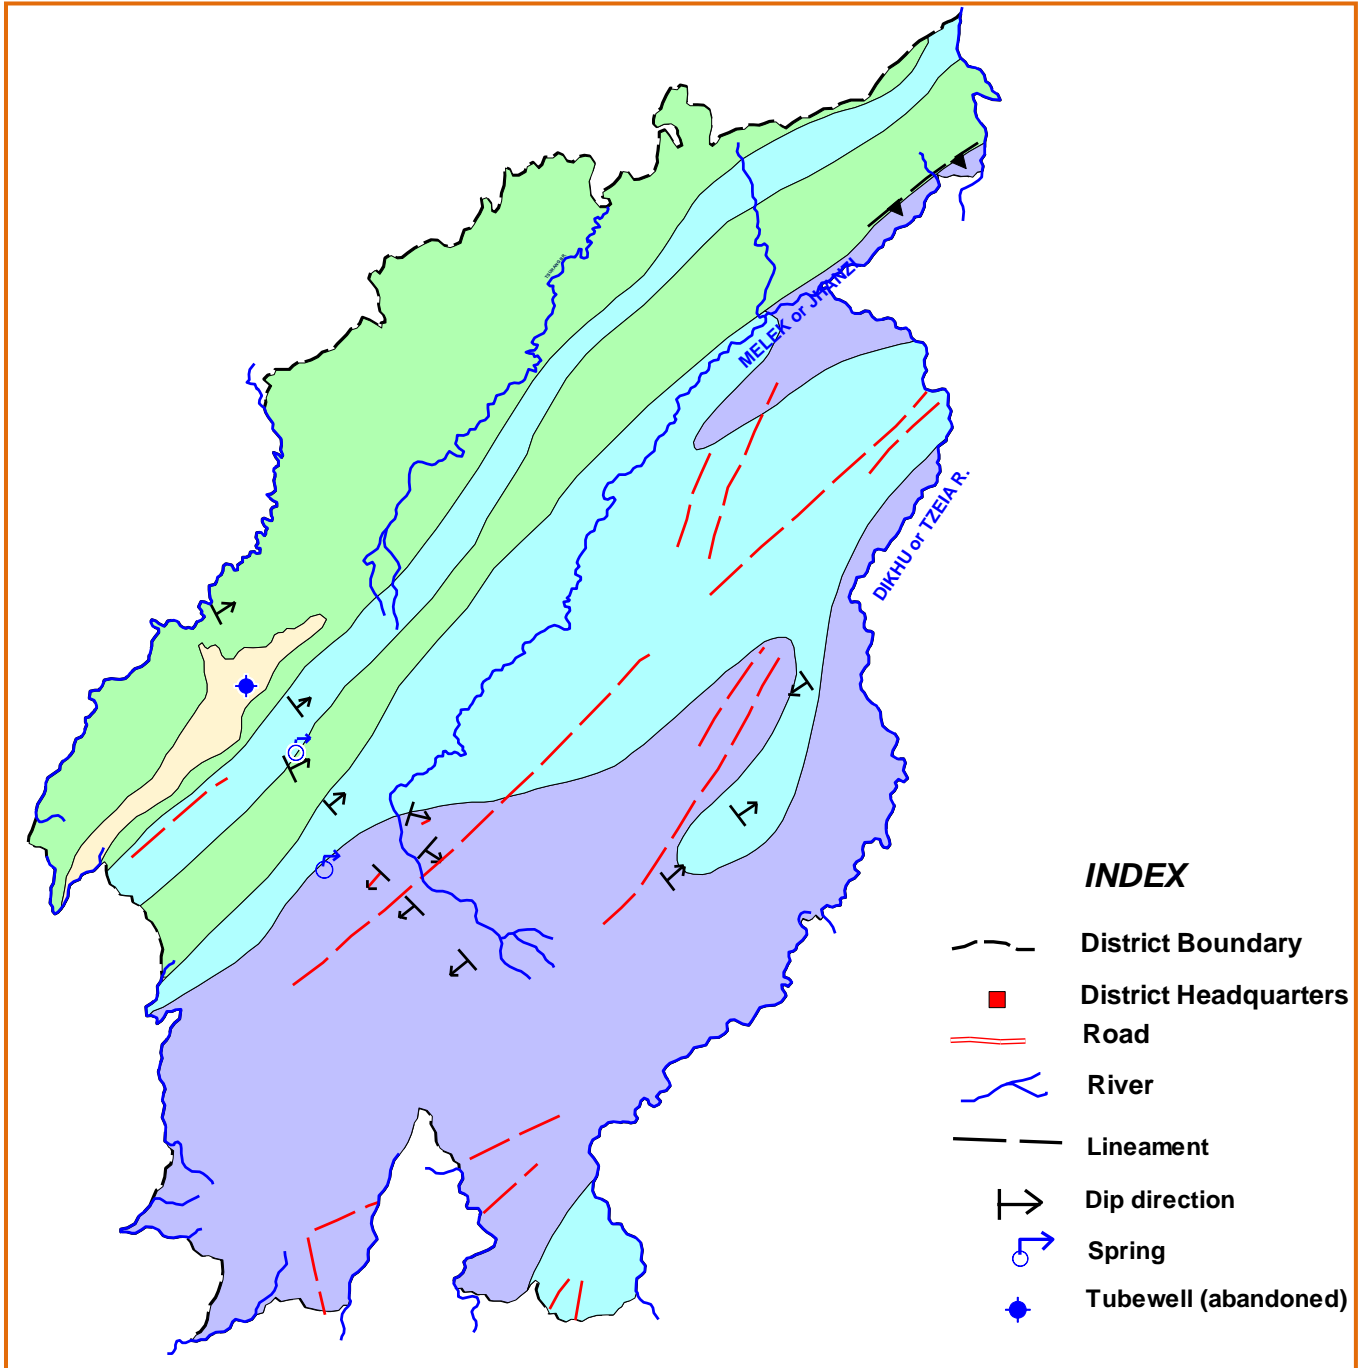 MELEK or JHANZI
DIKHU or TZEIA R.
INDEX
District Boundary
District Headquarters
Road
River
Lineament
Dip direction
Spring
Tubewell (abandoned)